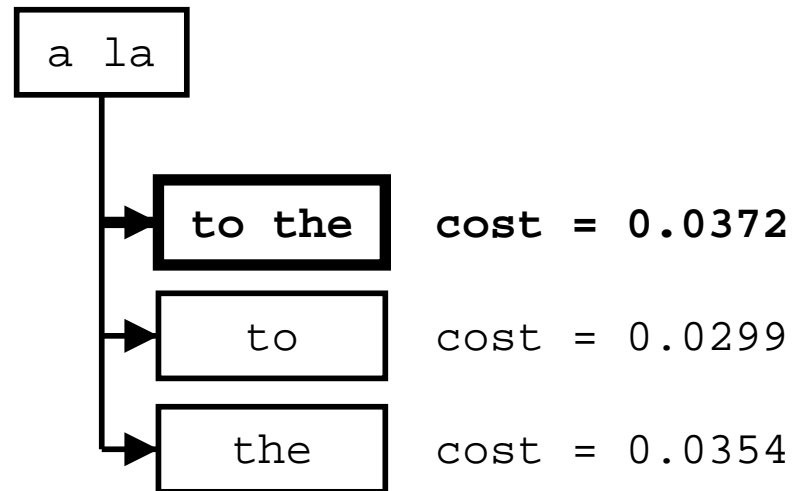 a la
to the cost = 0.0372
to cost = 0.0299
the cost = 0.0354